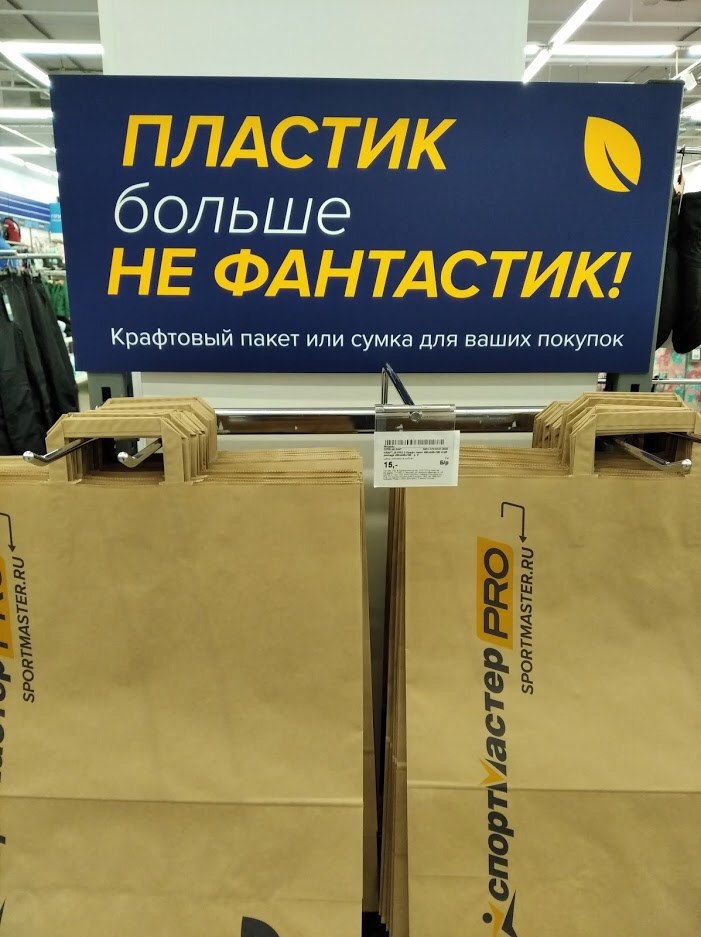 ПЛАСТИК
больше
НЕ ФАНТАСТИК!
Крафтовый пакет или сумка для ваших покупок
15,-
Б/р
SPORTMASTER.RU
спортмастер PRO
SPORTMASTER.RU